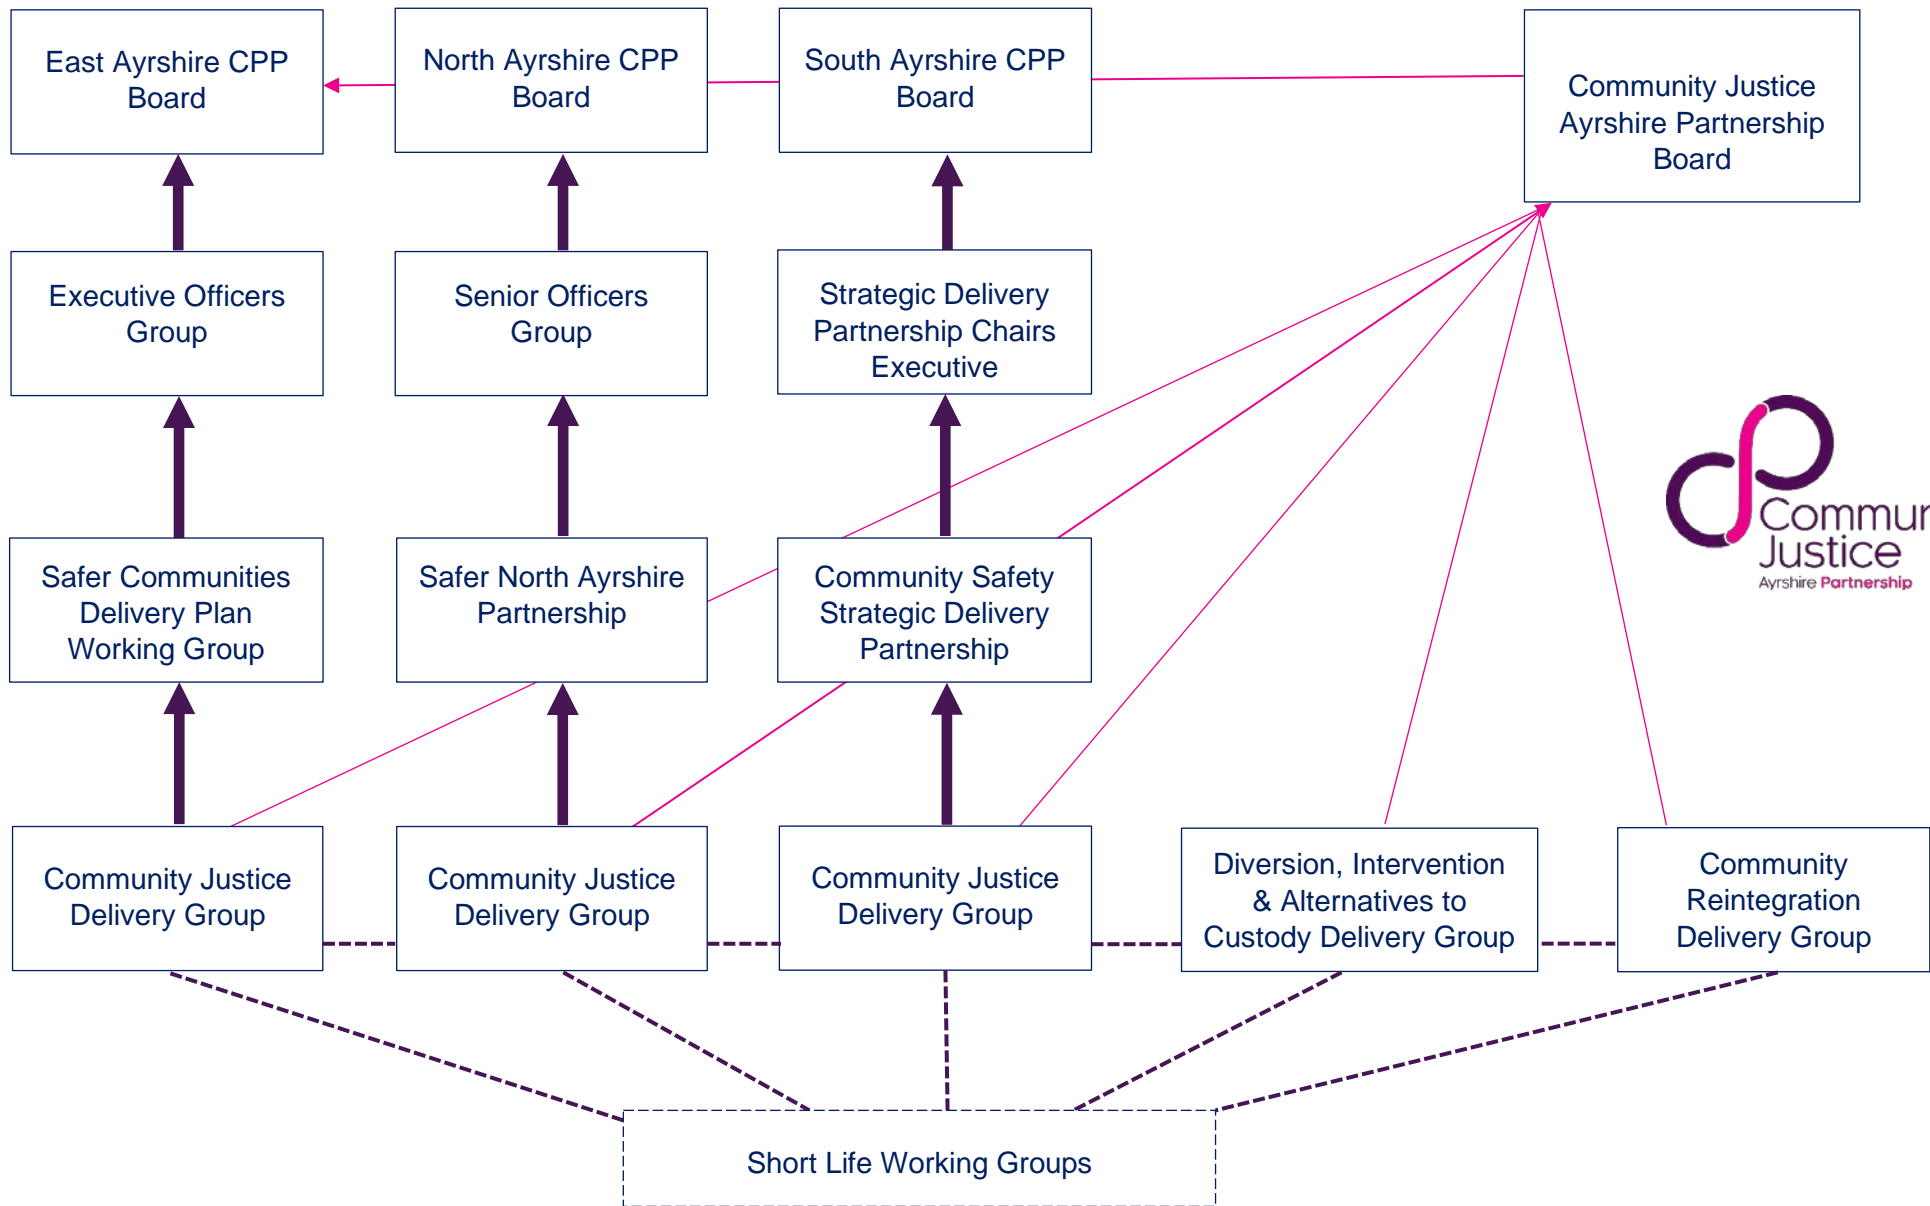 East Ayrshire CPP
Board
North Ayrshire CPP
Board
South Ayrshire CPP
Board
Community Justice
Ayrshire Partnership
Board
Executive Officers
Group
Senior Officers
Group
Strategic Delivery
Partnership Chairs
Executive
Commun
Justice
Ayrshire Partnership
Safer Communities
Delivery Plan
Working Group
Safer North Ayrshire
Partnership
Community Safety
Strategic Delivery
Partnership
Community Justice
Delivery Group
Community Justice
Delivery Group
Community Justice
Delivery Group
Diversion, Intervention
& Alternatives to
Custody Delivery Group
Community
Reintegration
Delivery Group
Short Life Working Groups